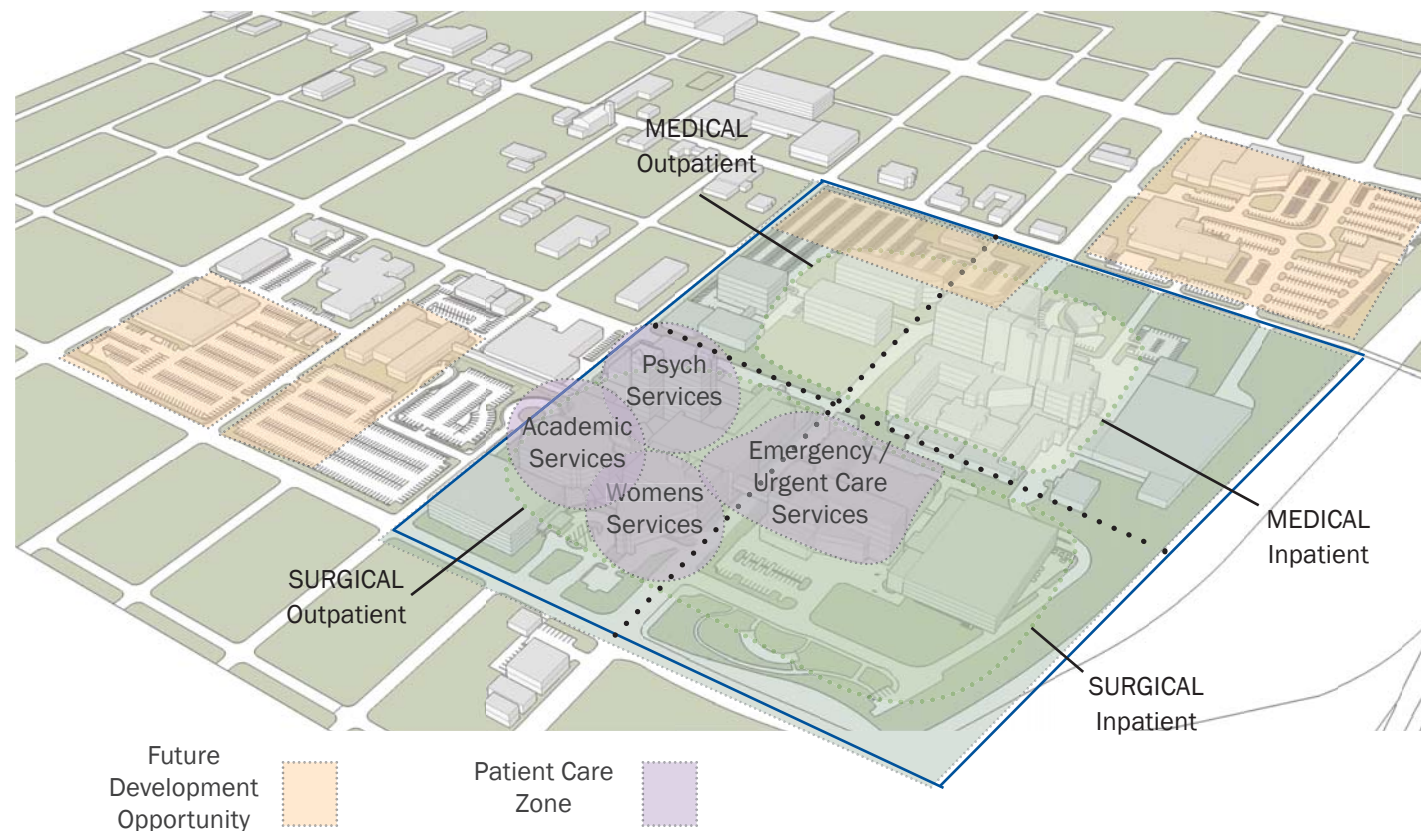 MEDICAL
Outpatient
Psych
Services
Academic
Services
Emergency /
Urgent Care
Services
Womens
Services
MEDICAL
Inpatient
SURGICAL
Outpatient
SURGICAL
Inpatient
Future
Development
Opportunity
Patient Care
Zone